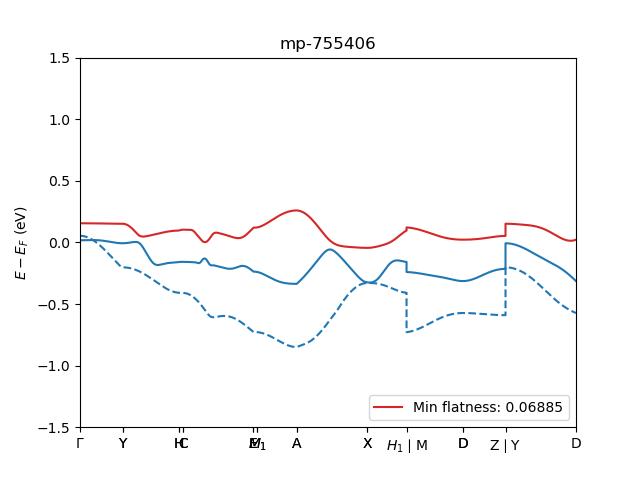 mp-755406
E − E_F (eV)
1.5
1.0
0.5
0.0
−0.5
−1.0
−1.5
Min flatness: 0.06885
Γ Y H C E M_1 A X H_1 | M D Z | Y D